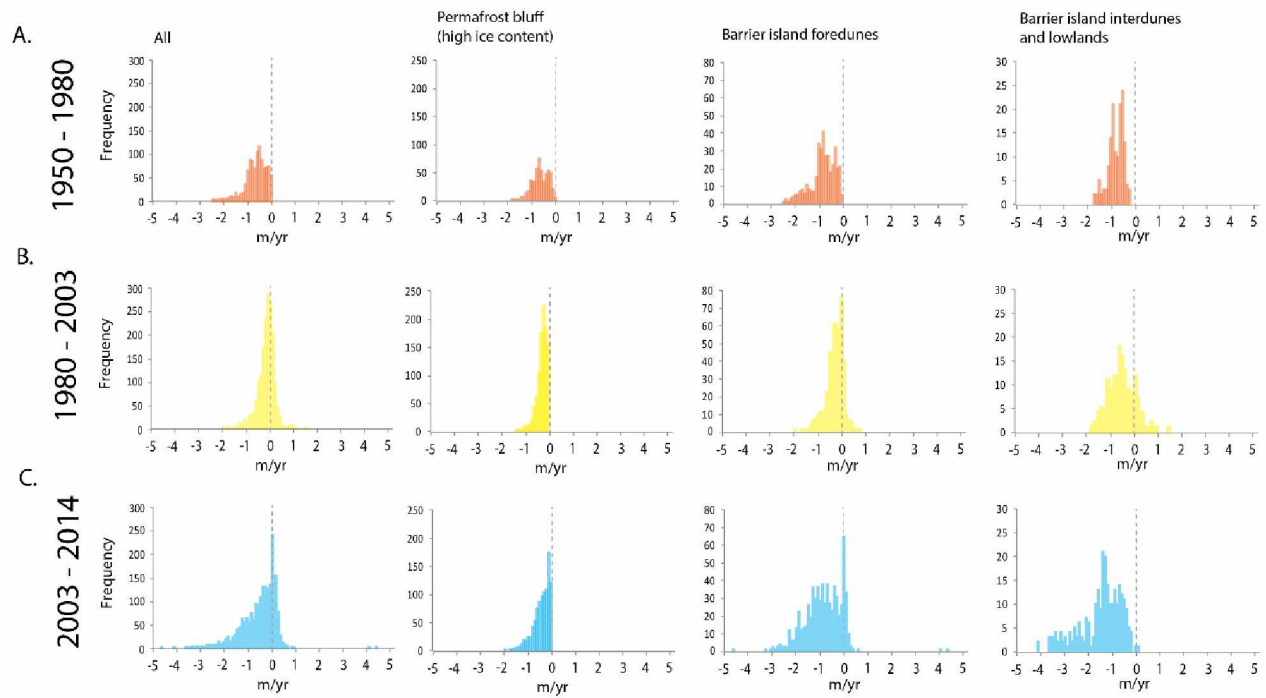 A.
1950 - 1980
All
Permafrost bluff
(high ice content)
Barrier island foredunes
Barrier island interdunes
and lowlands
Frequency
300
250
200
150
100
50
0
-5 -4 -3 -2 -1 0 1 2 3 4 5
m/yr
250
200
150
100
50
0
-5 -4 -3 -2 -1 0 1 2 3 4 5
m/yr
80
70
60
50
40
30
20
10
0
-5 -4 -3 -2 -1 0 1 2 3 4 5
m/yr
30
25
20
15
10
5
0
-5 -4 -3 -2 -1 0 1 2 3 4 5
m/yr
B.
1980 - 2003
Frequency
300
250
200
150
100
50
0
-5 -4 -3 -2 -1 0 1 2 3 4 5
m/yr
250
200
150
100
50
0
-5 -4 -3 -2 -1 0 1 2 3 4 5
m/yr
80
70
60
50
40
30
20
10
0
-5 -4 -3 -2 -1 0 1 2 3 4 5
m/yr
30
25
20
15
10
5
0
-5 -4 -3 -2 -1 0 1 2 3 4 5
m/yr
C.
2003 - 2014
Frequency
300
250
200
150
100
50
0
-5 -4 -3 -2 -1 0 1 2 3 4 5
m/yr
250
200
150
100
50
0
-5 -4 -3 -2 -1 0 1 2 3 4 5
m/yr
80
70
60
50
40
30
20
10
0
-5 -4 -3 -2 -1 0 1 2 3 4 5
m/yr
30
25
20
15
10
5
0
-5 -4 -3 -2 -1 0 1 2 3 4 5
m/yr